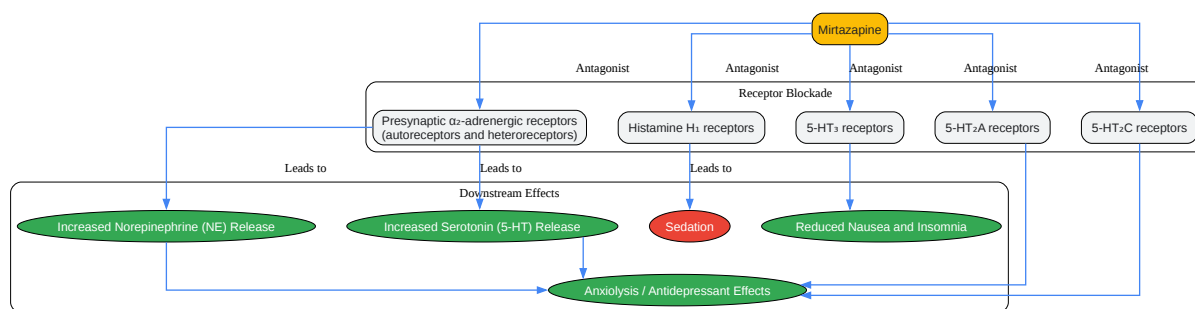 Mirtazapine
Antagonist
Antagonist
Antagonist
Antagonist
Antagonist
Receptor Blockade
Presynaptic α₂-adrenergic receptors
(autoreceptors and heteroreceptors)
Histamine H₁ receptors
5-HT₃ receptors
5-HT₂A receptors
5-HT₂C receptors
Leads to
Leads to
Leads to
Downstream Effects
Increased Norepinephrine (NE) Release
Increased Serotonin (5-HT) Release
Sedation
Reduced Nausea and Insomnia
Anxiolysis / Antidepressant Effects